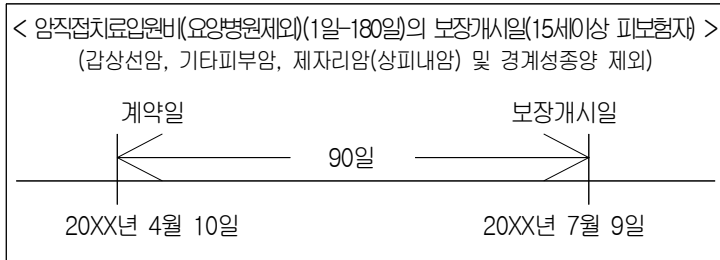 < 암직접치료입원비(요양병원제외)(1일-180일)의 보장개시일(15세이상 피보험자) >
(갑상선암, 기타피부암, 제자리암(상피내암) 및 경계성종양 제외)
계약일 보장개시일
90일
20XX년 4월 10일 20XX년 7월 9일